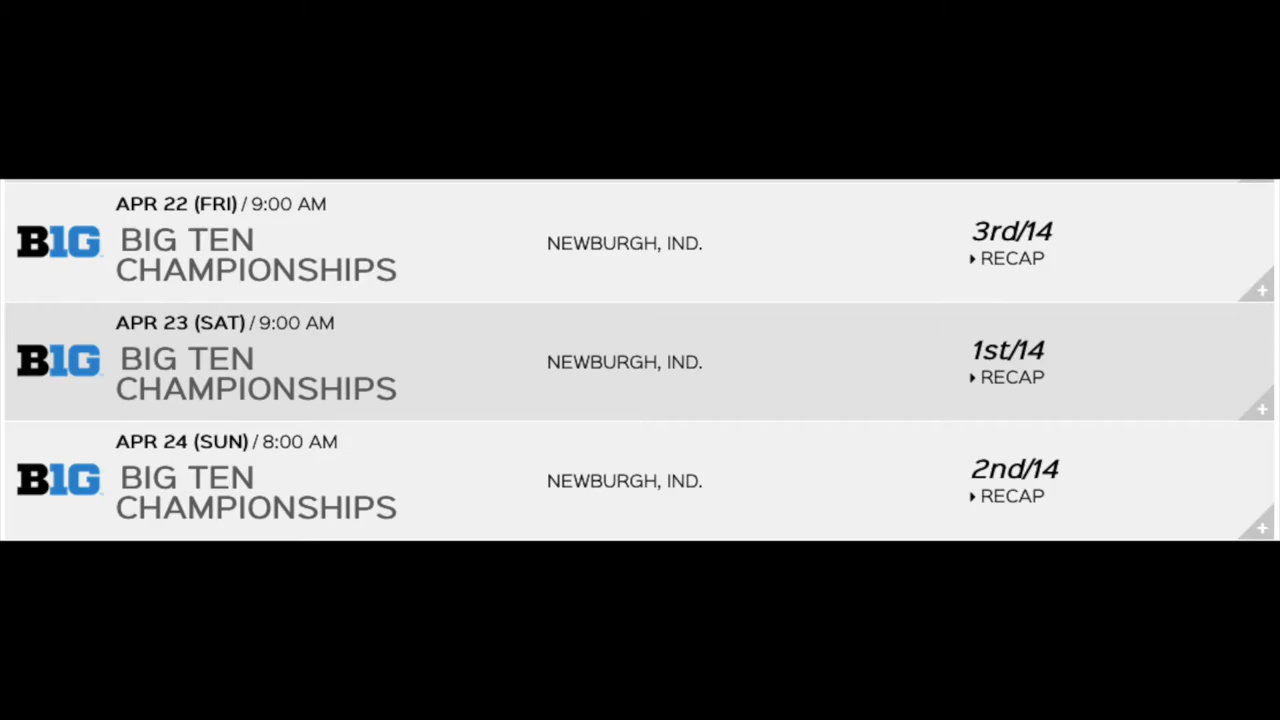 APR 22 (FRI) / 9:00 AM
B1G BIG TEN CHAMPIONSHIPS
NEWBURGH, IND.
3rd/14
RECAP
+
APR 23 (SAT) / 9:00 AM
B1G BIG TEN CHAMPIONSHIPS
NEWBURGH, IND.
1st/14
RECAP
+
APR 24 (SUN) / 8:00 AM
B1G BIG TEN CHAMPIONSHIPS
NEWBURGH, IND.
2nd/14
RECAP
+